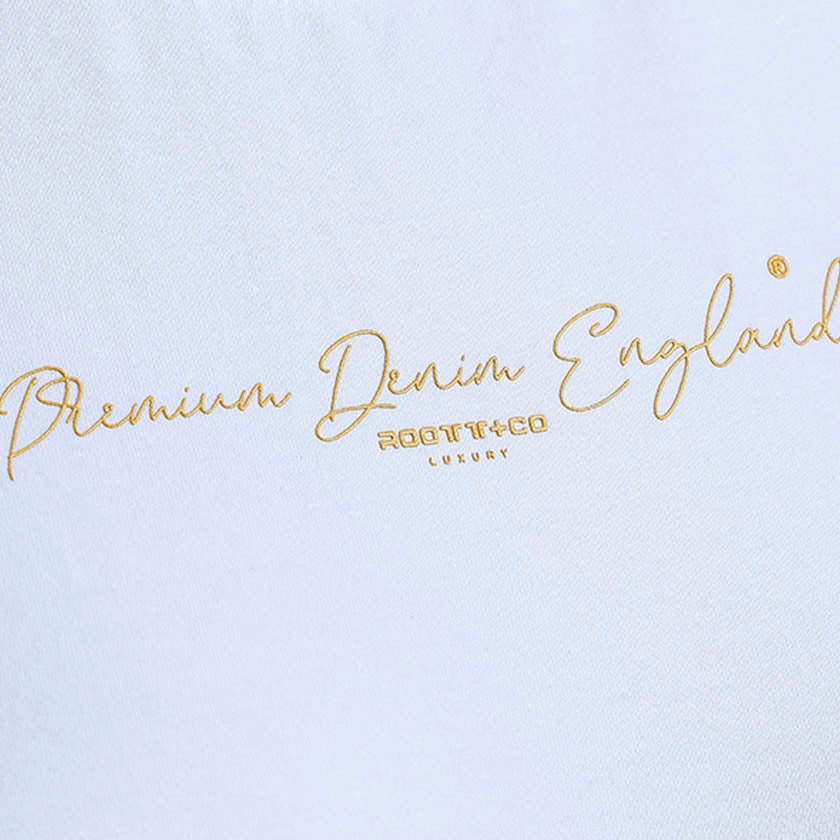 Premium Denim England®
ROOTT+CO
LUXURY